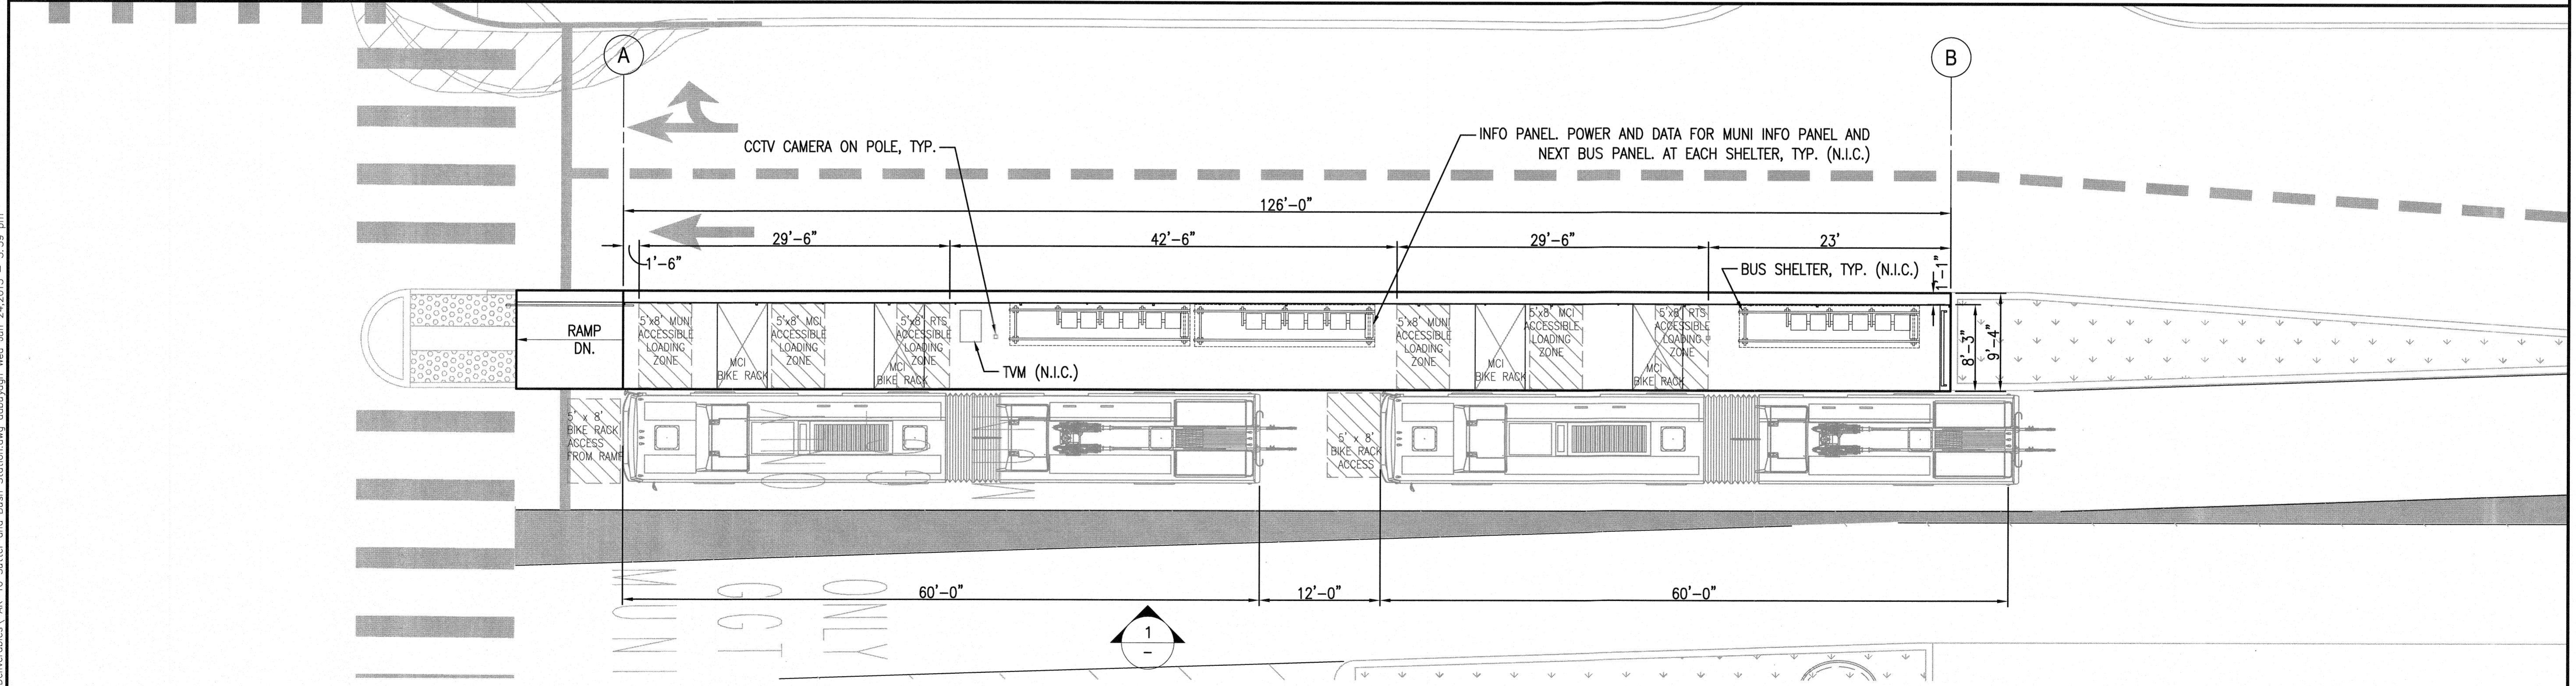 A
B
CCTV CAMERA ON POLE, TYP.
INFO PANEL. POWER AND DATA FOR MUNI INFO PANEL AND
NEXT BUS PANEL. AT EACH SHELTER, TYP. (N.I.C.)
126'-0"
29'-6"
42'-6"
29'-6"
23'
1'-6"
BUS SHELTER, TYP. (N.I.C.)
1'-1"
RAMP
DN.
5'x8' MUNI
ACCESSIBLE
LOADING
ZONE
MCI
BIKE RACK
5'x8' MCI
ACCESSIBLE
LOADING
ZONE
MCI
BIKE RACK
5'x8' RTS
ACCESSIBLE
LOADING
ZONE
TVM (N.I.C.)
5'x8' MUNI
ACCESSIBLE
LOADING
ZONE
MCI
BIKE RACK
5'x8' MCI
ACCESSIBLE
LOADING
ZONE
MCI
BIKE RACK
5'x8' RTS
ACCESSIBLE
LOADING
ZONE
8'-3"
9'-4"
5' x 8'
BIKE RACK
ACCESS
FROM RAMP
5' x 8'
BIKE RACK
ACCESS
60'-0"
12'-0"
60'-0"
MUNI
GGT
ONLY
1
-